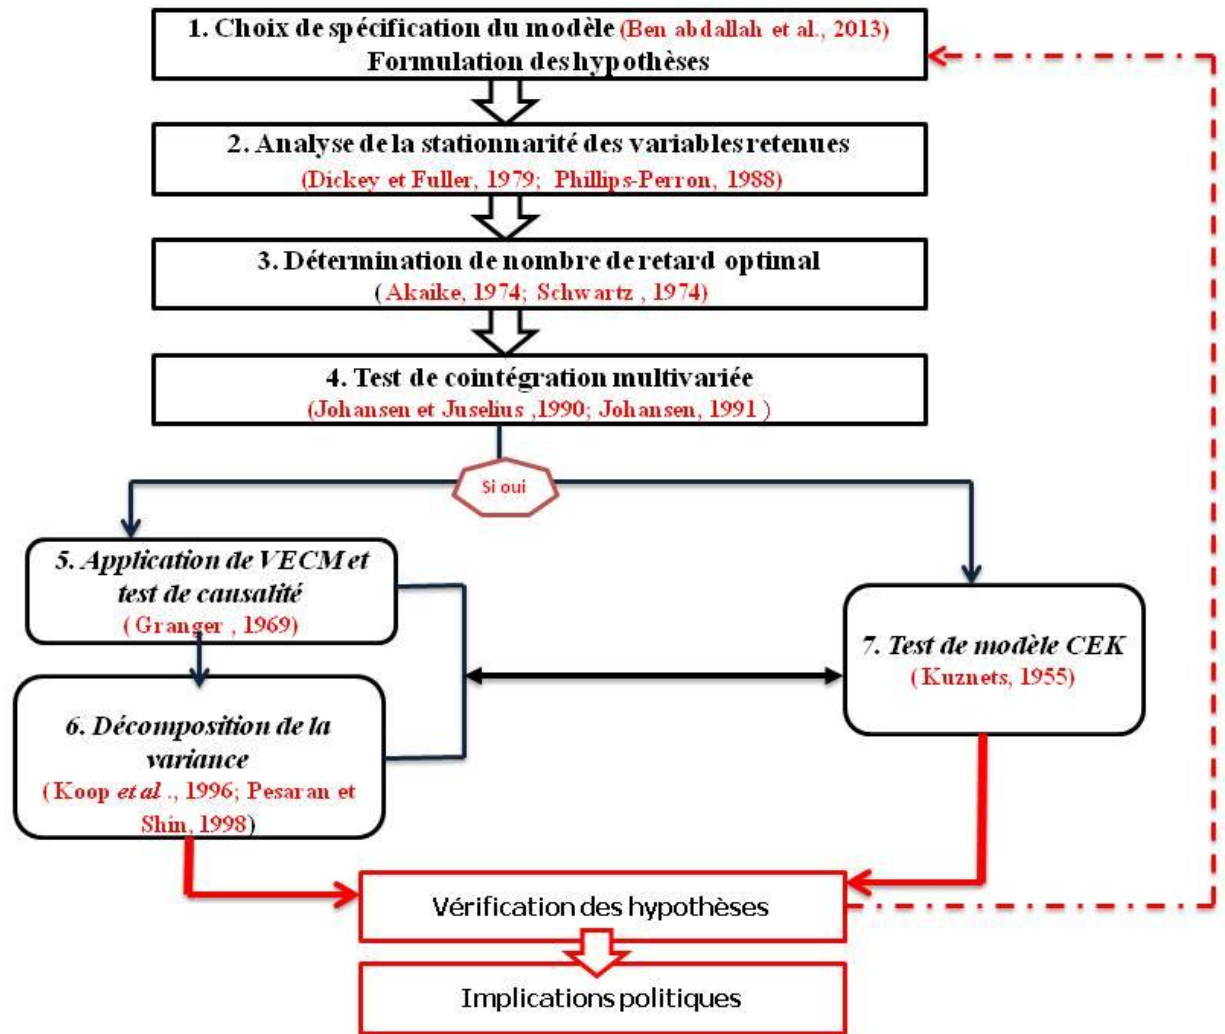 1. Choix de spécification du modèle (Ben abdallah et al., 2013)
Formulation des hypothèses
2. Analyse de la stationnarité des variables retenues
(Dickey et Fuller, 1979; Phillips-Perron, 1988)
3. Détermination de nombre de retard optimal
(Akaike, 1974; Schwartz , 1974)
4. Test de cointégration multivariée
(Johansen et Juselius ,1990; Johansen, 1991 )
Si oui
5. Application de VECM et
test de causalité
( Granger , 1969)
6. Décomposition de la
variance
( Koop et al ., 1996; Pesaran et
Shin, 1998)
7. Test de modèle CEK
( Kuznets, 1955)
Vérification des hypothèses
Implications politiques